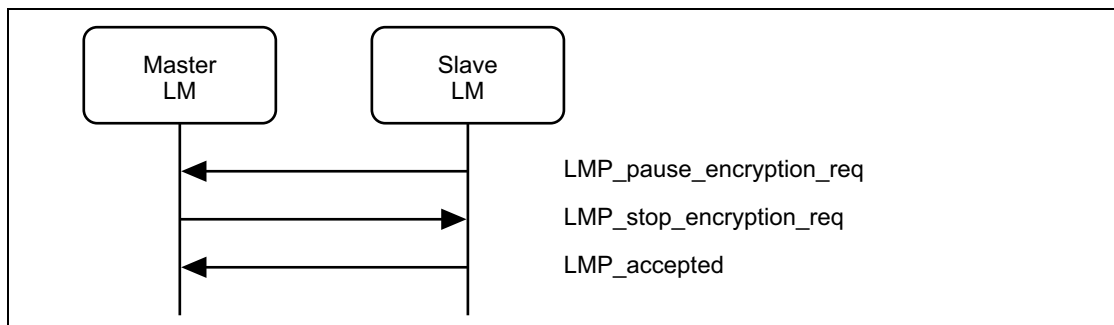 Master
LM
Slave
LM
LMP_pause_encryption_req
LMP_stop_encryption_req
LMP_accepted